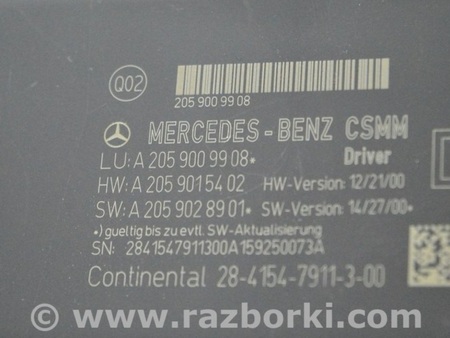 Q02
205 900 99 08
MERCEDES-BENZ CSMM
LU: A 205 900 99 08• Driver
HW: A 205 901 54 02 HW-Version: 12/21/00
SW: A 205 902 89 01• SW-Version: 14/27/00•
•) gueltig bis zu evtl. SW-Aktualisierung
SN: 2841547911300A159250073A
Continental 28-4154-7911-3-00
© www.razborki.com